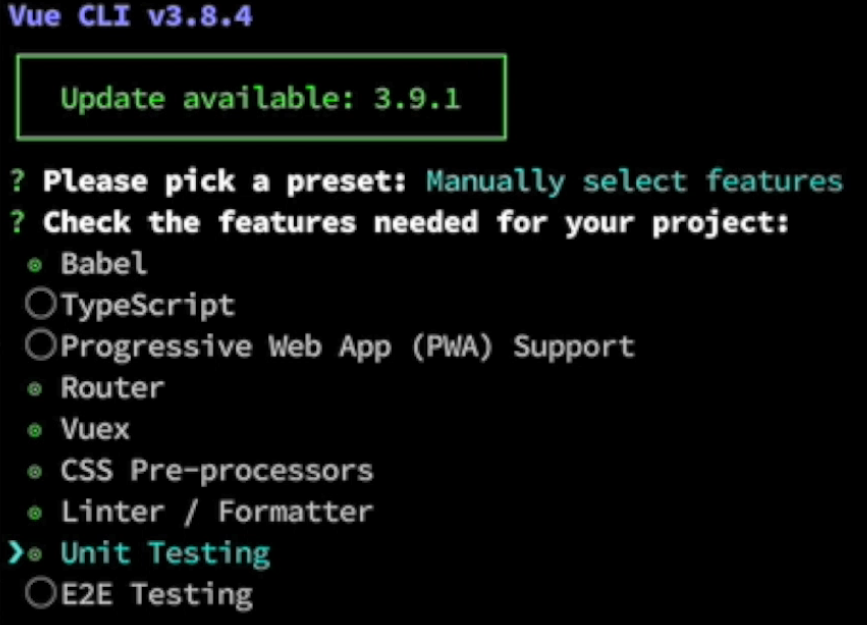 Vue CLI v3.8.4
Update available: 3.9.1
? Please pick a preset: Manually select features
? Check the features needed for your project:
◉ Babel
◯TypeScript
◯Progressive Web App (PWA) Support
◉ Router
◉ Vuex
◉ CSS Pre-processors
◉ Linter / Formatter
❯◉ Unit Testing
◯E2E Testing